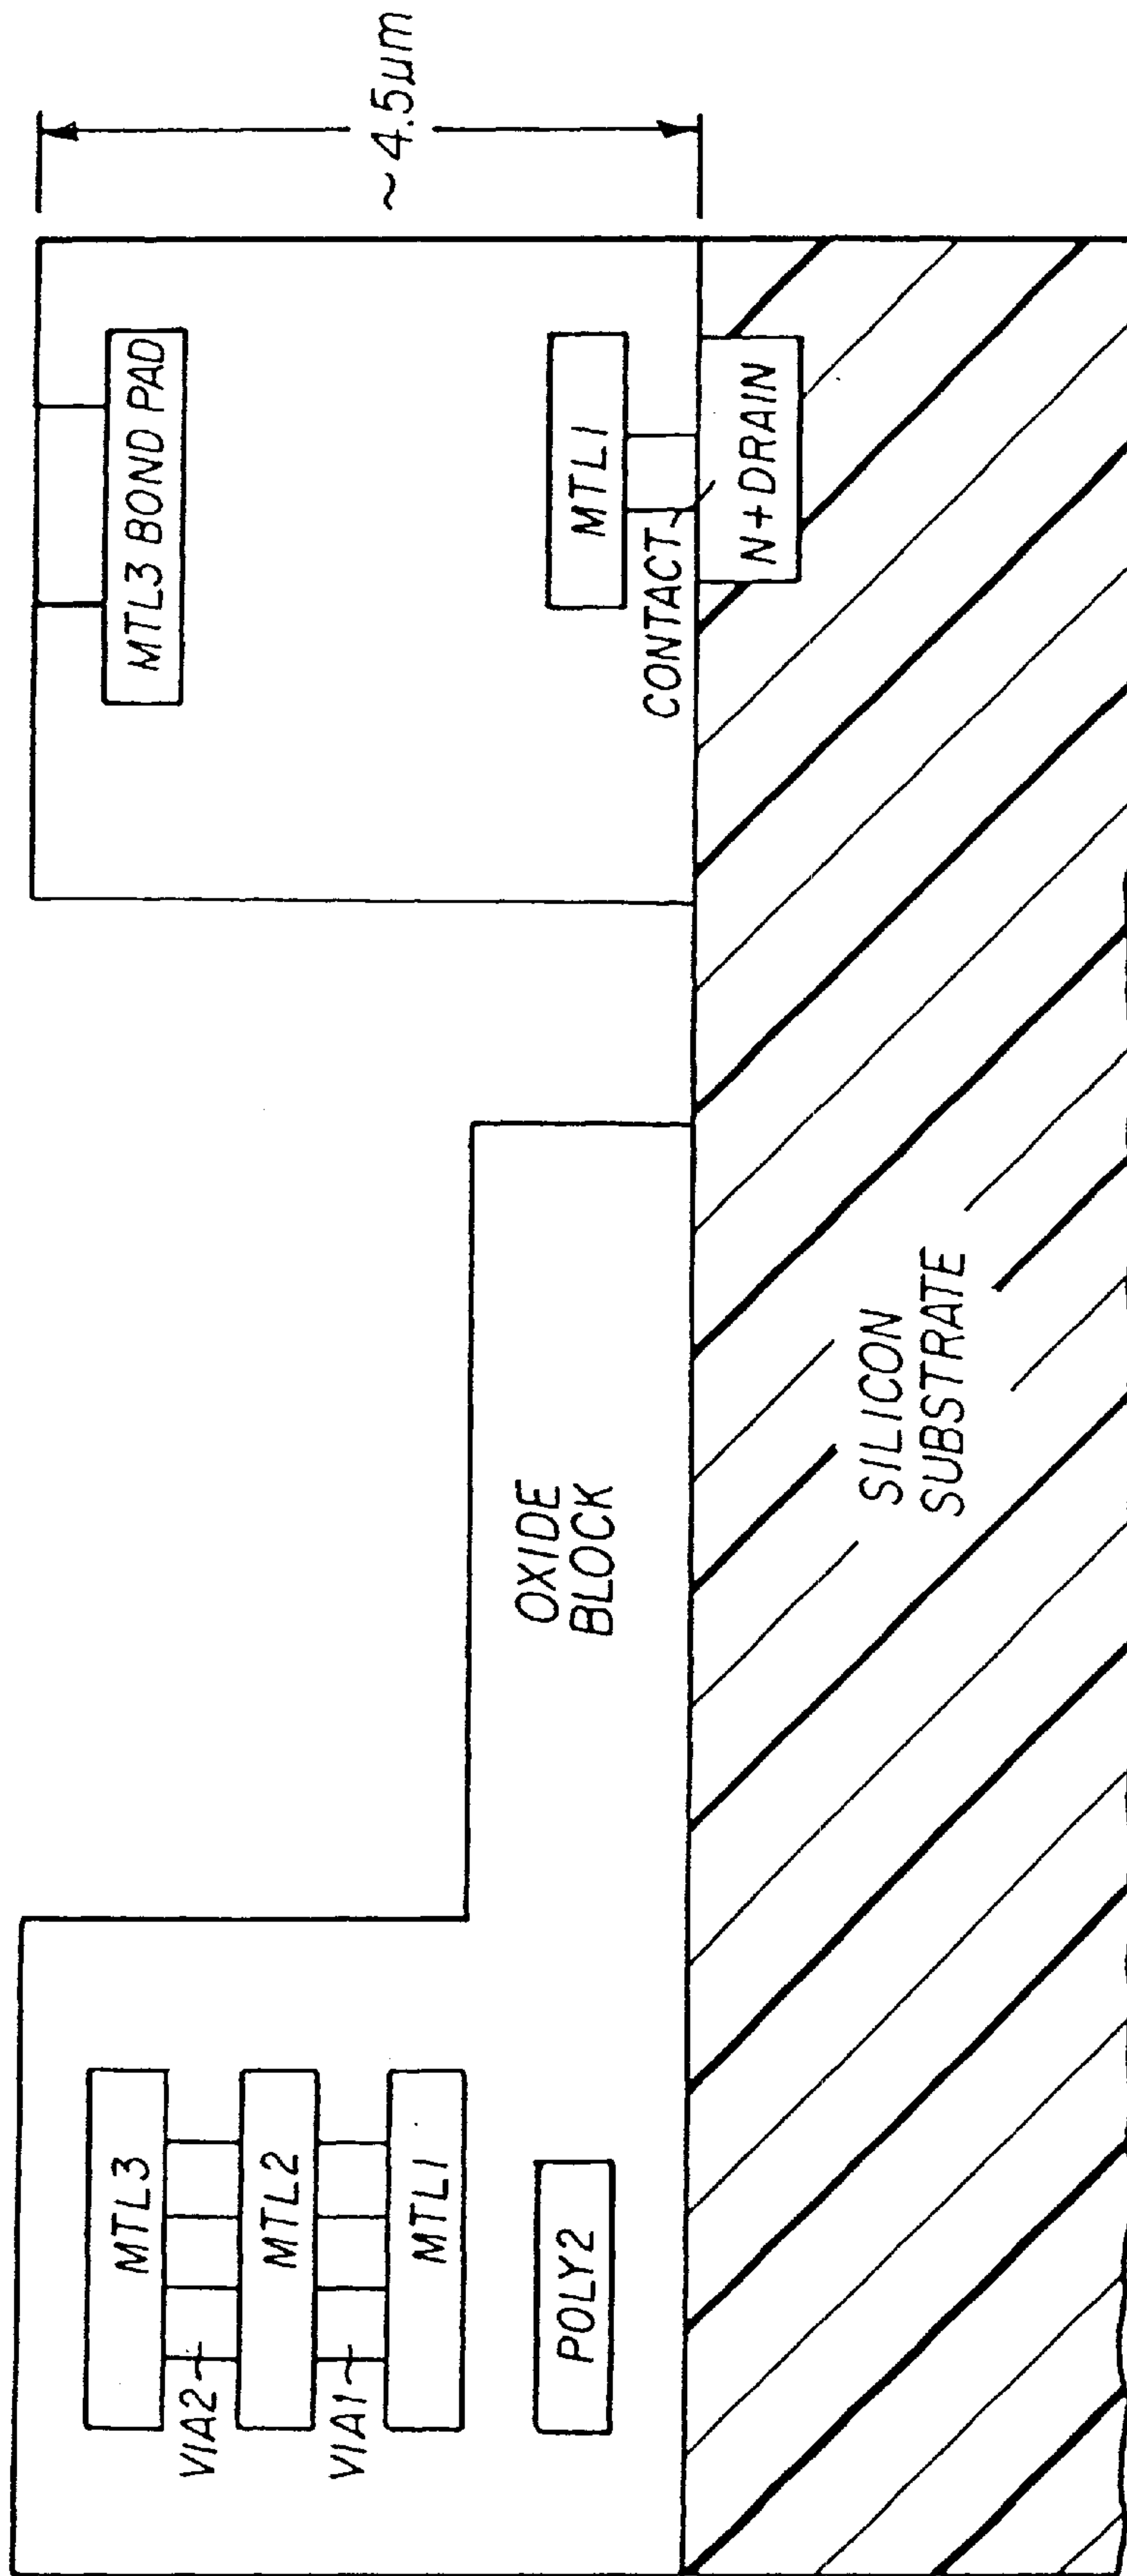 MTL3
VIA2
MTL2
VIA1
MTL1
POLY2
OXIDE
BLOCK
SILICON
SUBSTRATE
MTL3 BOND PAD
MTL1
CONTACT
N+DRAIN
~4.5µm